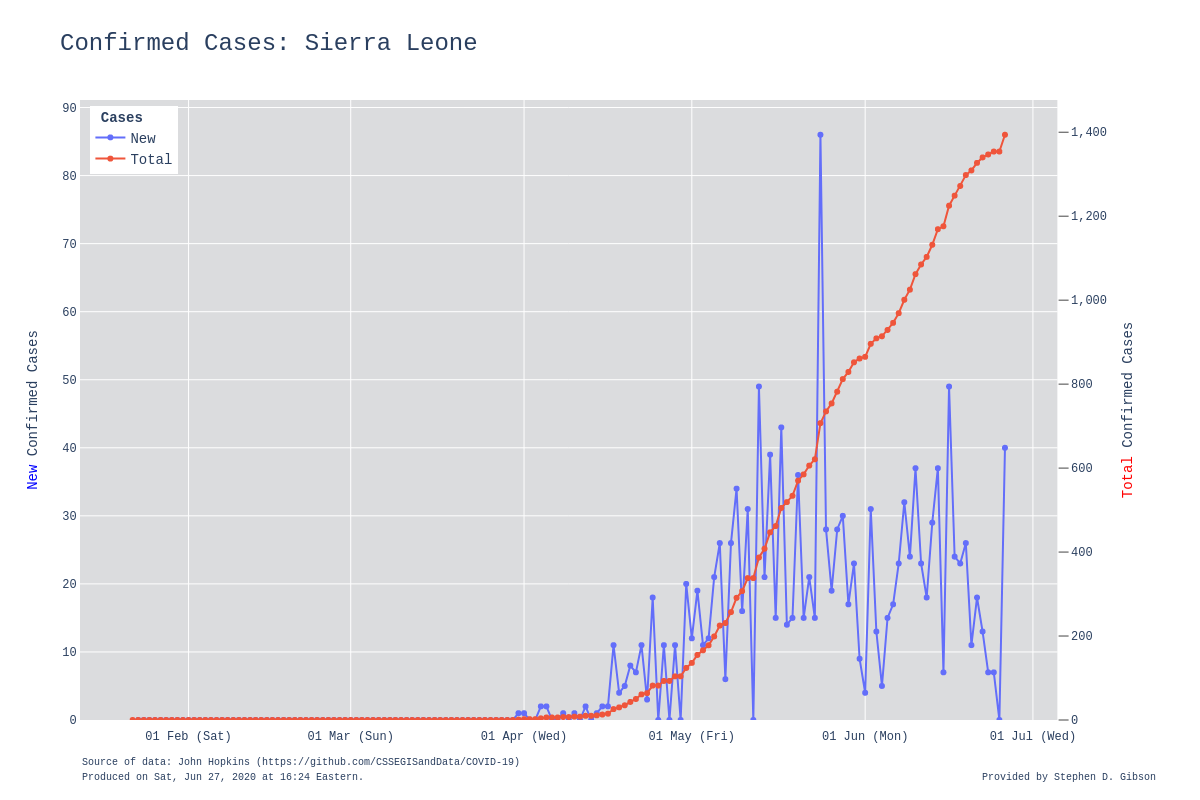 Confirmed Cases: Sierra Leone
Cases
New
Total
90
80
70
60
50
40
30
20
10
0
New Confirmed Cases
1,400
1,200
1,000
800
600
400
200
0
Total Confirmed Cases
01 Feb (Sat)
01 Mar (Sun)
01 Apr (Wed)
01 May (Fri)
01 Jun (Mon)
01 Jul (Wed)
Source of data: John Hopkins (https://github.com/CSSEGISandData/COVID-19)
Produced on Sat, Jun 27, 2020 at 16:24 Eastern.
Provided by Stephen D. Gibson